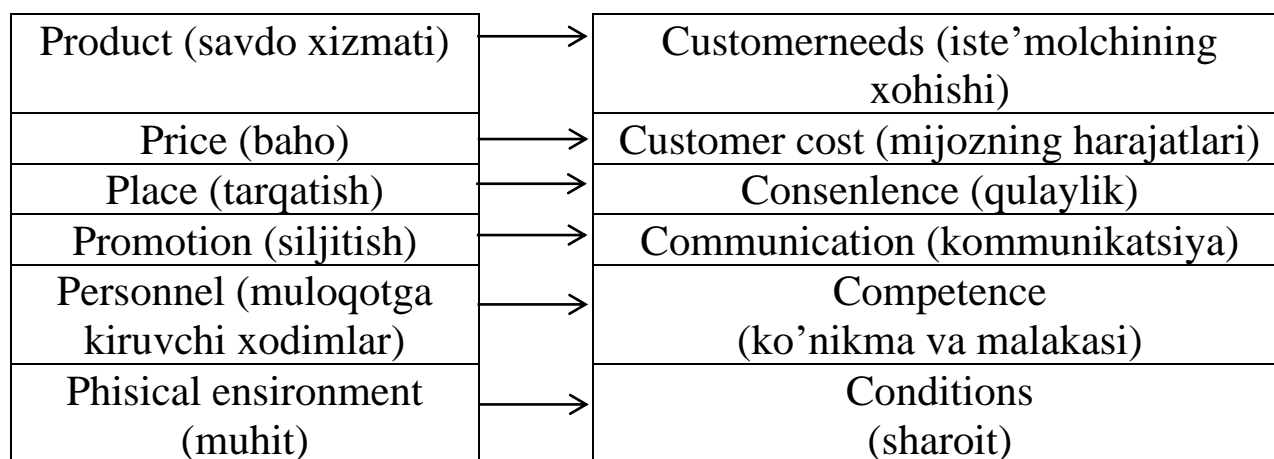 Product (savdo xizmati)
Customerneeds (iste’molchining
xohishi)
Price (baho)
Customer cost (mijozning harajatlari)
Place (tarqatish)
Consenlence (qulaylik)
Promotion (siljitish)
Communication (kommunikatsiya)
Personnel (muloqotga
kiruvchi xodimlar)
Competence
(ko’nikma va malakasi)
Phisical ensironment
(muhit)
Conditions
(sharoit)